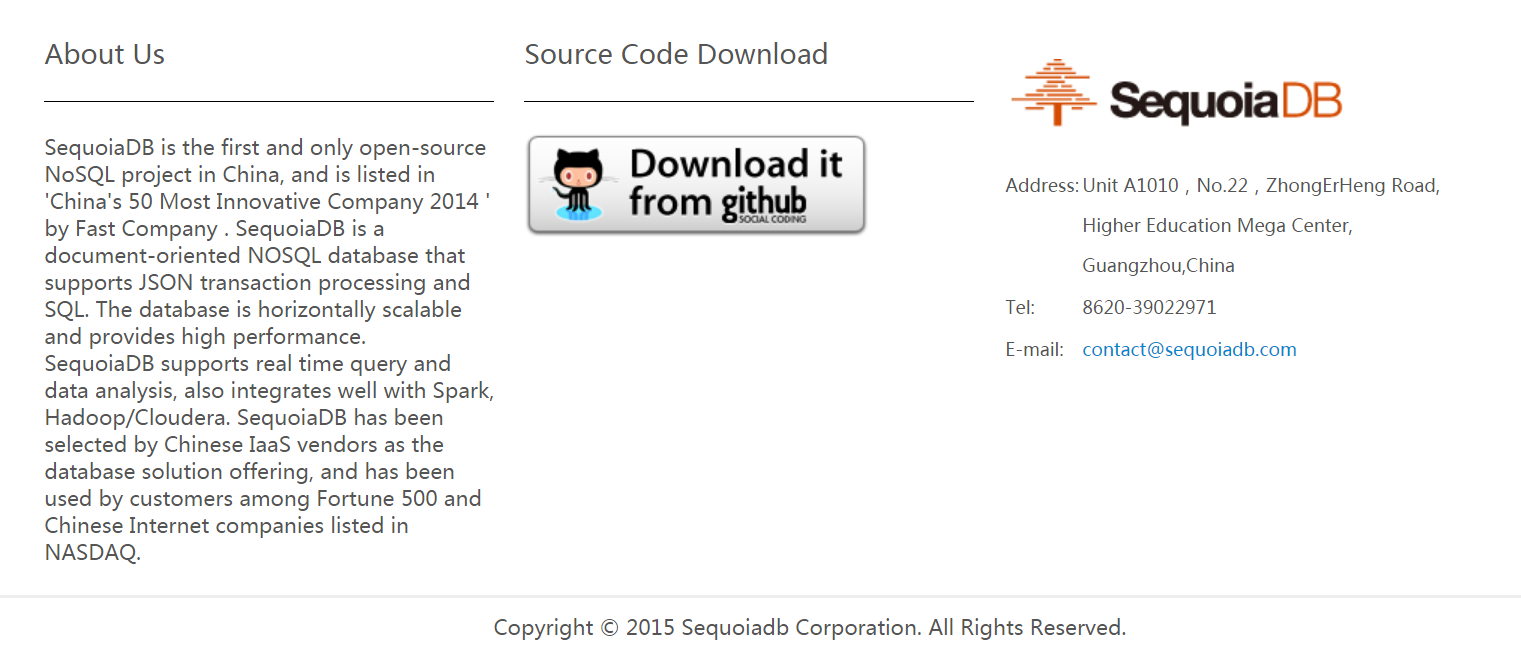 About Us
SequoiaDB is the first and only open-source
NoSQL project in China, and is listed in
'China's 50 Most Innovative Company 2014 '
by Fast Company . SequoiaDB is a
document-oriented NOSQL database that
supports JSON transaction processing and
SQL. The database is horizontally scalable
and provides high performance.
SequoiaDB supports real time query and
data analysis, also integrates well with Spark,
Hadoop/Cloudera. SequoiaDB has been
selected by Chinese IaaS vendors as the
database solution offering, and has been
used by customers among Fortune 500 and
Chinese Internet companies listed in
NASDAQ.
Source Code Download
Download it
from github
SOCIAL CODING
SequoiaDB
Address: Unit A1010，No.22，ZhongErHeng Road,
Higher Education Mega Center,
Guangzhou,China
Tel: 8620-39022971
E-mail: contact@sequoiadb.com
Copyright © 2015 Sequoiadb Corporation. All Rights Reserved.